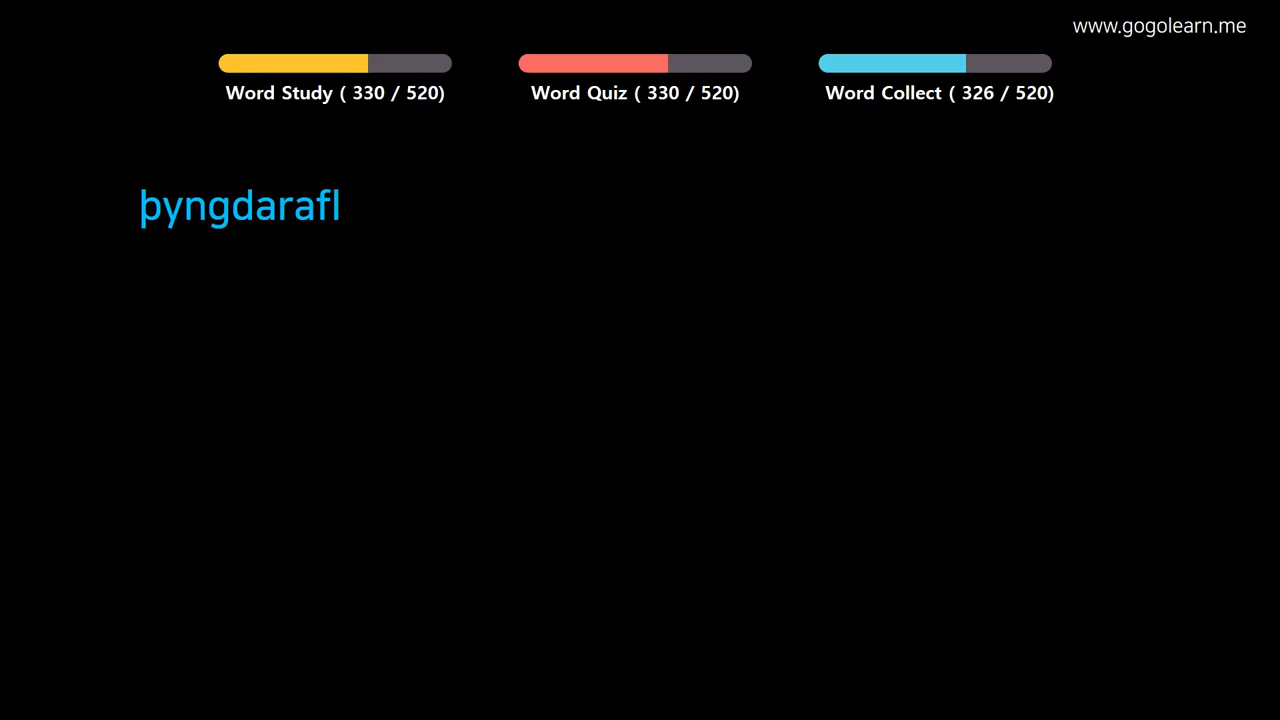 www.gogolearn.me
Word Study ( 330 / 520)
Word Quiz ( 330 / 520)
Word Collect ( 326 / 520)
þyngdarafl